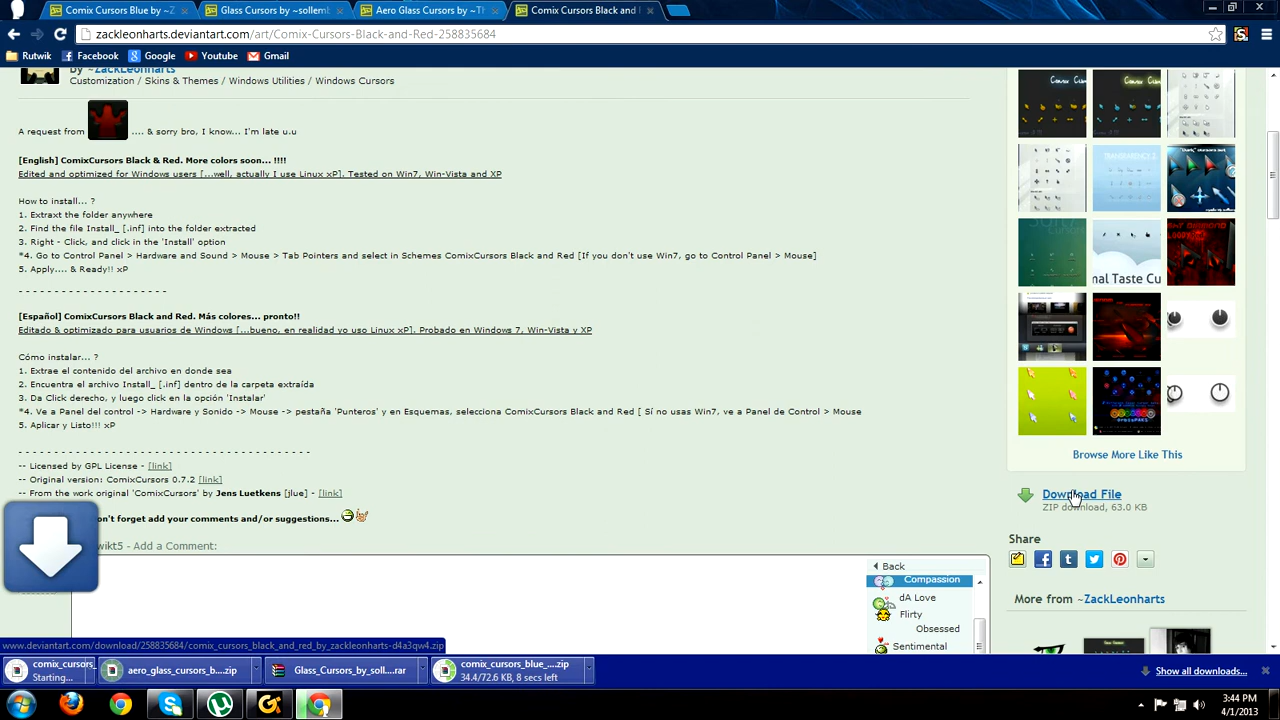 Comix Cursors Blue by ~Z
Glass Cursors by ~sollemb
Aero Glass Cursors by ~Th
Comix Cursors Black and
zackleonharts.deviantart.com/art/Comix-Cursors-Black-and-Red-258835684
Rutwik
Facebook
Google
Youtube
Gmail
by ~ZackLeonharts
Customization / Skins & Themes / Windows Utilities / Windows Cursors
A request from .... & sorry bro, I know... I'm late u.u
[English] ComixCursors Black & Red. More colors soon... !!!!
Edited and optimized for Windows users [...well, actually I use Linux xP]. Tested on Win7, Win-Vista and XP
How to install... ?
1. Extraxt the folder anywhere
2. Find the file Install_ [.inf] into the folder extracted
3. Right - Click, and click in the 'Install' option
*4. Go to Control Panel > Hardware and Sound > Mouse > Tab Pointers and select in Schemes ComixCursors Black and Red [If you don't use Win7, go to Control Panel > Mouse]
5. Apply.... & Ready!! xP
- - - - - - - - - - - - - - - - - - - - -
[Español] ComixCursors Black and Red. Más colores... pronto!!
Editado & optimizado para usuarios de Windows [...bueno, en realidad yo uso Linux xP]. Probado en Windows 7, Win-Vista y XP
Cómo instalar... ?
1. Extrae el contenido del archivo en donde sea
2. Encuentra el archivo Install_ [.inf] dentro de la carpeta extraída
3. Da Click derecho, y luego click en la opción 'Instalar'
*4. Ve a Panel del control -> Hardware y Sonido -> Mouse -> pestaña 'Punteros' y en Esquemas, selecciona ComixCursors Black and Red [ Sí no usas Win7, ve a Panel de Control > Mouse
5. Aplicar y Listo!!! xP
- - - - - - - - - - - - - - - - - - - - - - - - - - - - - - - - - - - - - - -
-- Licensed by GPL License - [link]
-- Original version: ComixCursors 0.7.2 [link]
-- From the work original 'ComixCursors' by Jens Luetkens [jlue] - [link]
on't forget add your comments and/or suggestions...
wikt5 - Add a Comment:
Back
Compassion
dA Love
Flirty
Obsessed
Sentimental
mal Taste Cu
Browse More Like This
Download File
ZIP download, 63.0 KB
Share
More from ~ZackLeonharts
www.deviantart.com/download/258835684/comix_cursors_black_and_red_by_zackleonharts-d4a3qw4.zip
comix_cursors_
Starting...
aero_glass_cursors_b....zip
Glass_Cursors_by_soll....rar
comix_cursors_blue_....zip
34.4/72.6 KB, 8 secs left
Show all downloads...
3:44 PM
4/1/2013